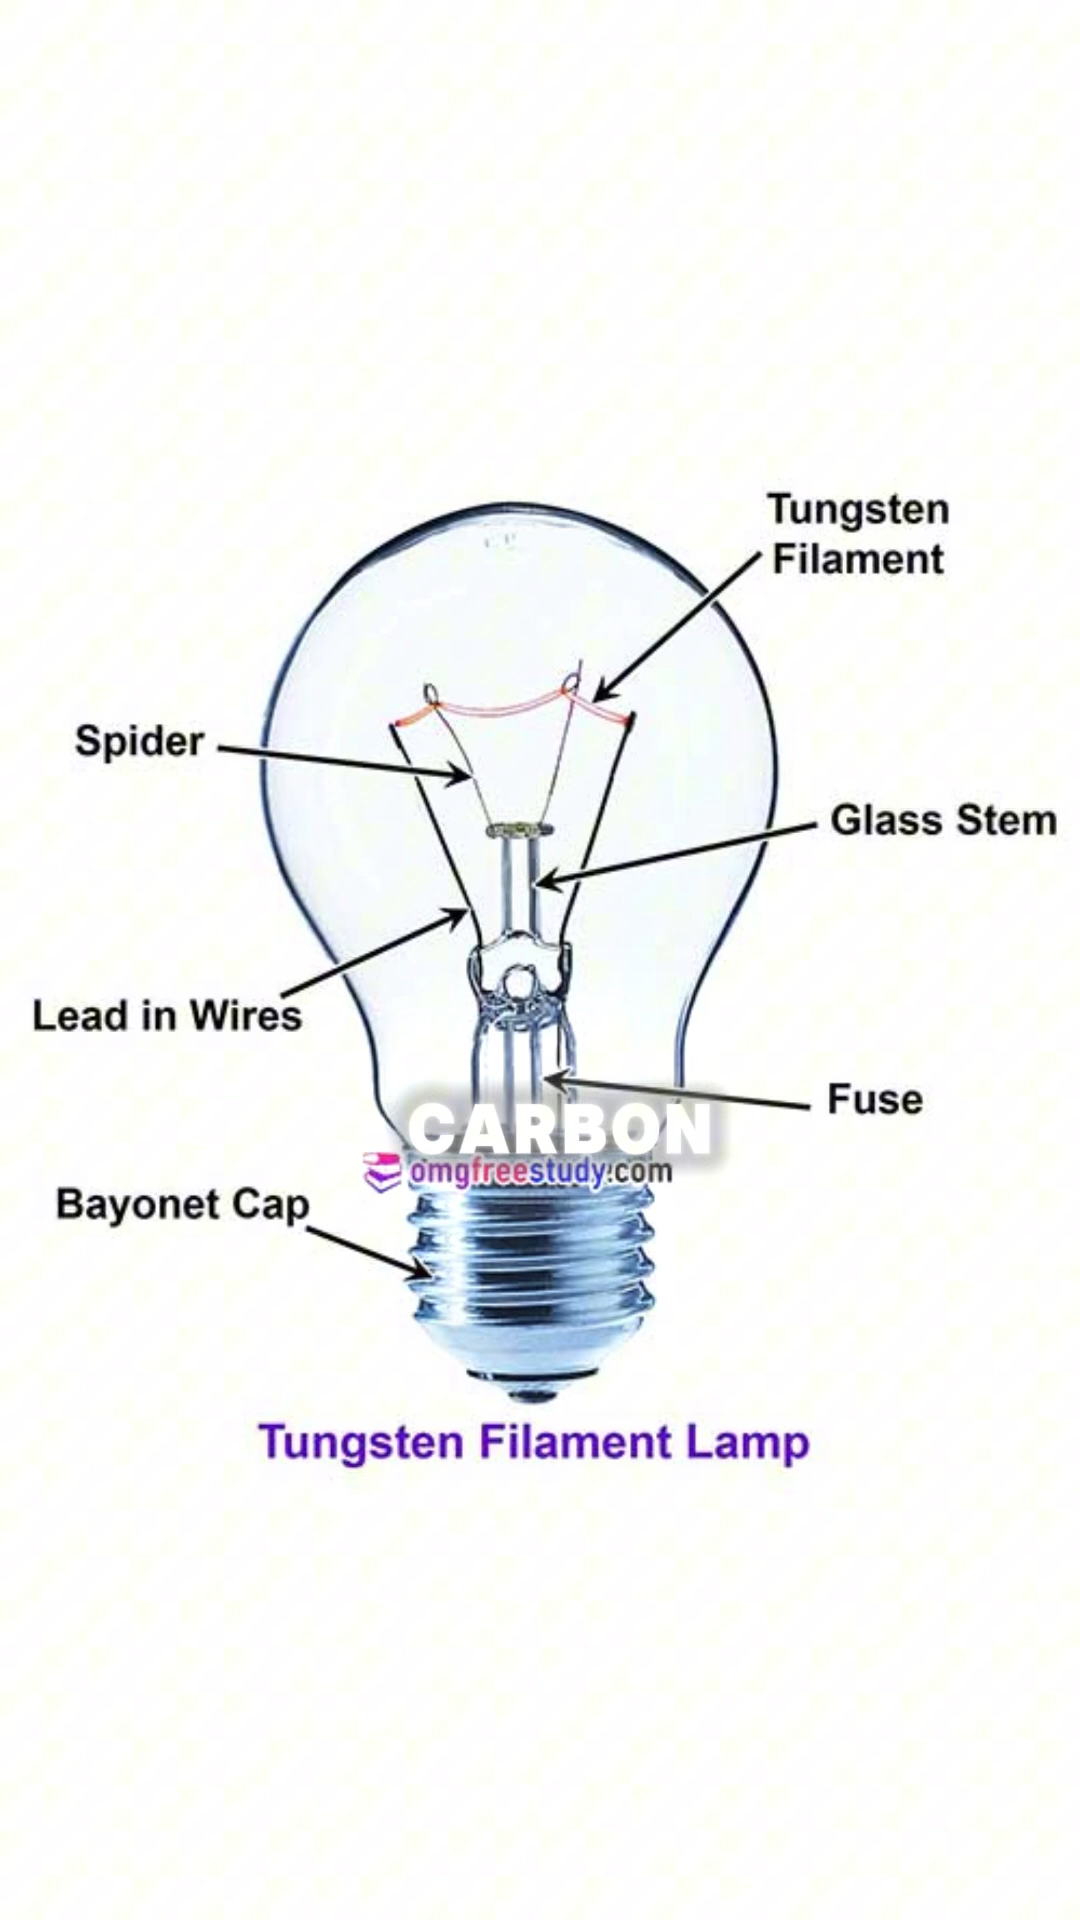 Tungsten
Filament
Spider
Glass Stem
Lead in Wires
Fuse
CARBON
omgfreestudy.com
Bayonet Cap
Tungsten Filament Lamp